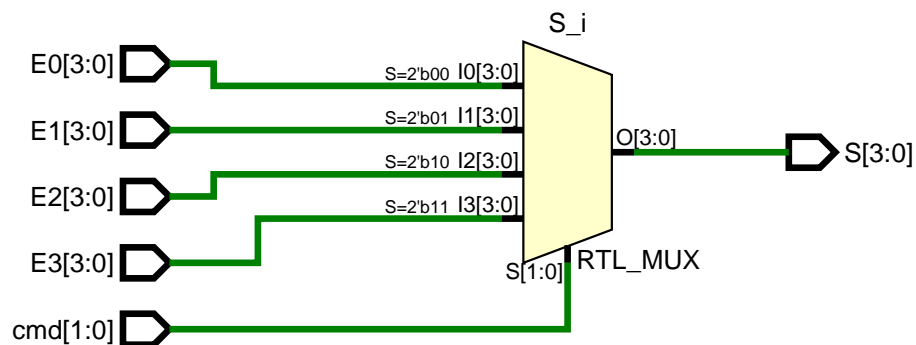 S_i
E0[3:0]
S=2'b00 I0[3:0]
E1[3:0]
S=2'b01 I1[3:0]
O[3:0]
S[3:0]
E2[3:0]
S=2'b10 I2[3:0]
S=2'b11 I3[3:0]
E3[3:0]
S[1:0]
RTL_MUX
cmd[1:0]